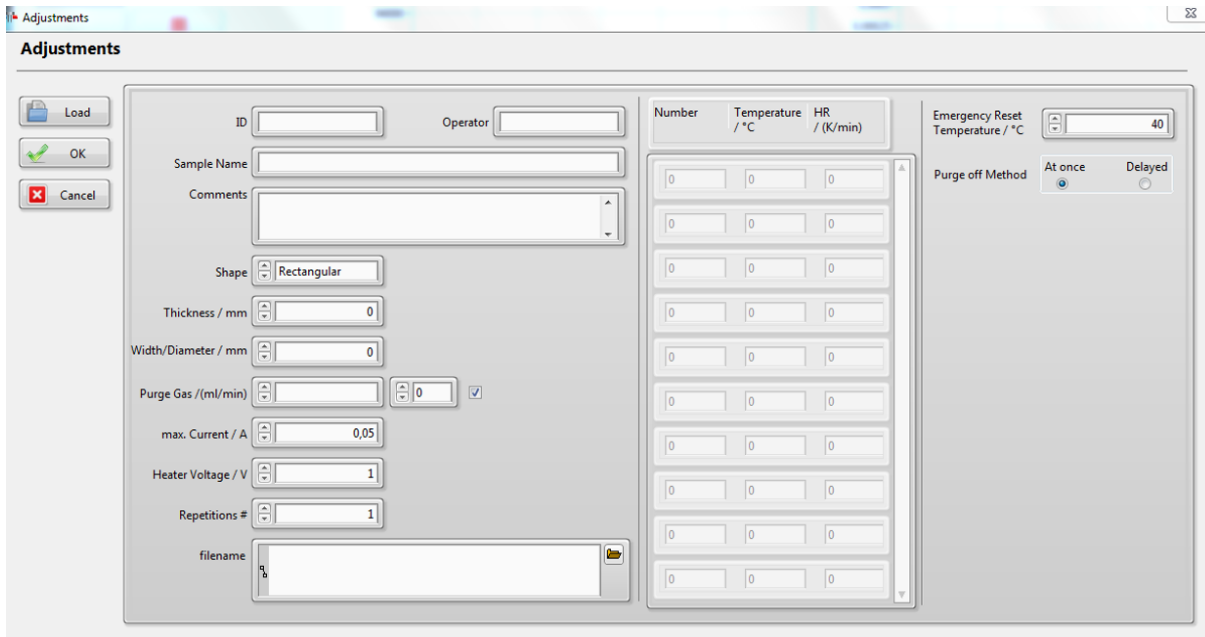 Adjustments
Adjustments
Load
OK
Cancel
ID
Operator
Sample Name
Comments
Shape Rectangular
Thickness / mm 0
Width/Diameter / mm 0
Purge Gas /(ml/min) 0
max. Current / A 0,05
Heater Voltage / V 1
Repetitions # 1
filename
Number Temperature / °C HR / (K/min)
0 0 0
0 0 0
0 0 0
0 0 0
0 0 0
0 0 0
0 0 0
0 0 0
0 0 0
0 0 0
Emergency Reset
Temperature / °C 40
Purge off Method At once Delayed